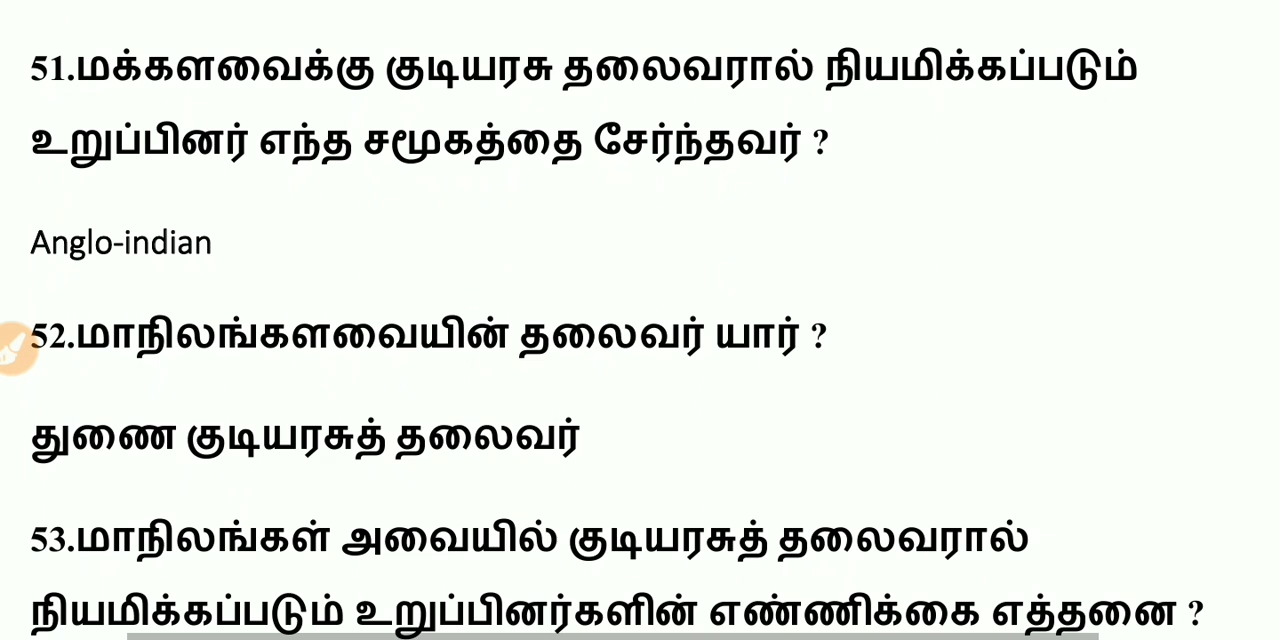 51.மக்களவைக்கு குடியரசு தலைவரால் நியமிக்கப்படும்
உறுப்பினர் எந்த சமூகத்தை சேர்ந்தவர் ?
Anglo-indian
52.மாநிலங்களவையின் தலைவர் யார் ?
துணை குடியரசுத் தலைவர்
53.மாநிலங்கள் அவையில் குடியரசுத் தலைவரால்
நியமிக்கப்படும் உறுப்பினர்களின் எண்ணிக்கை எத்தனை ?